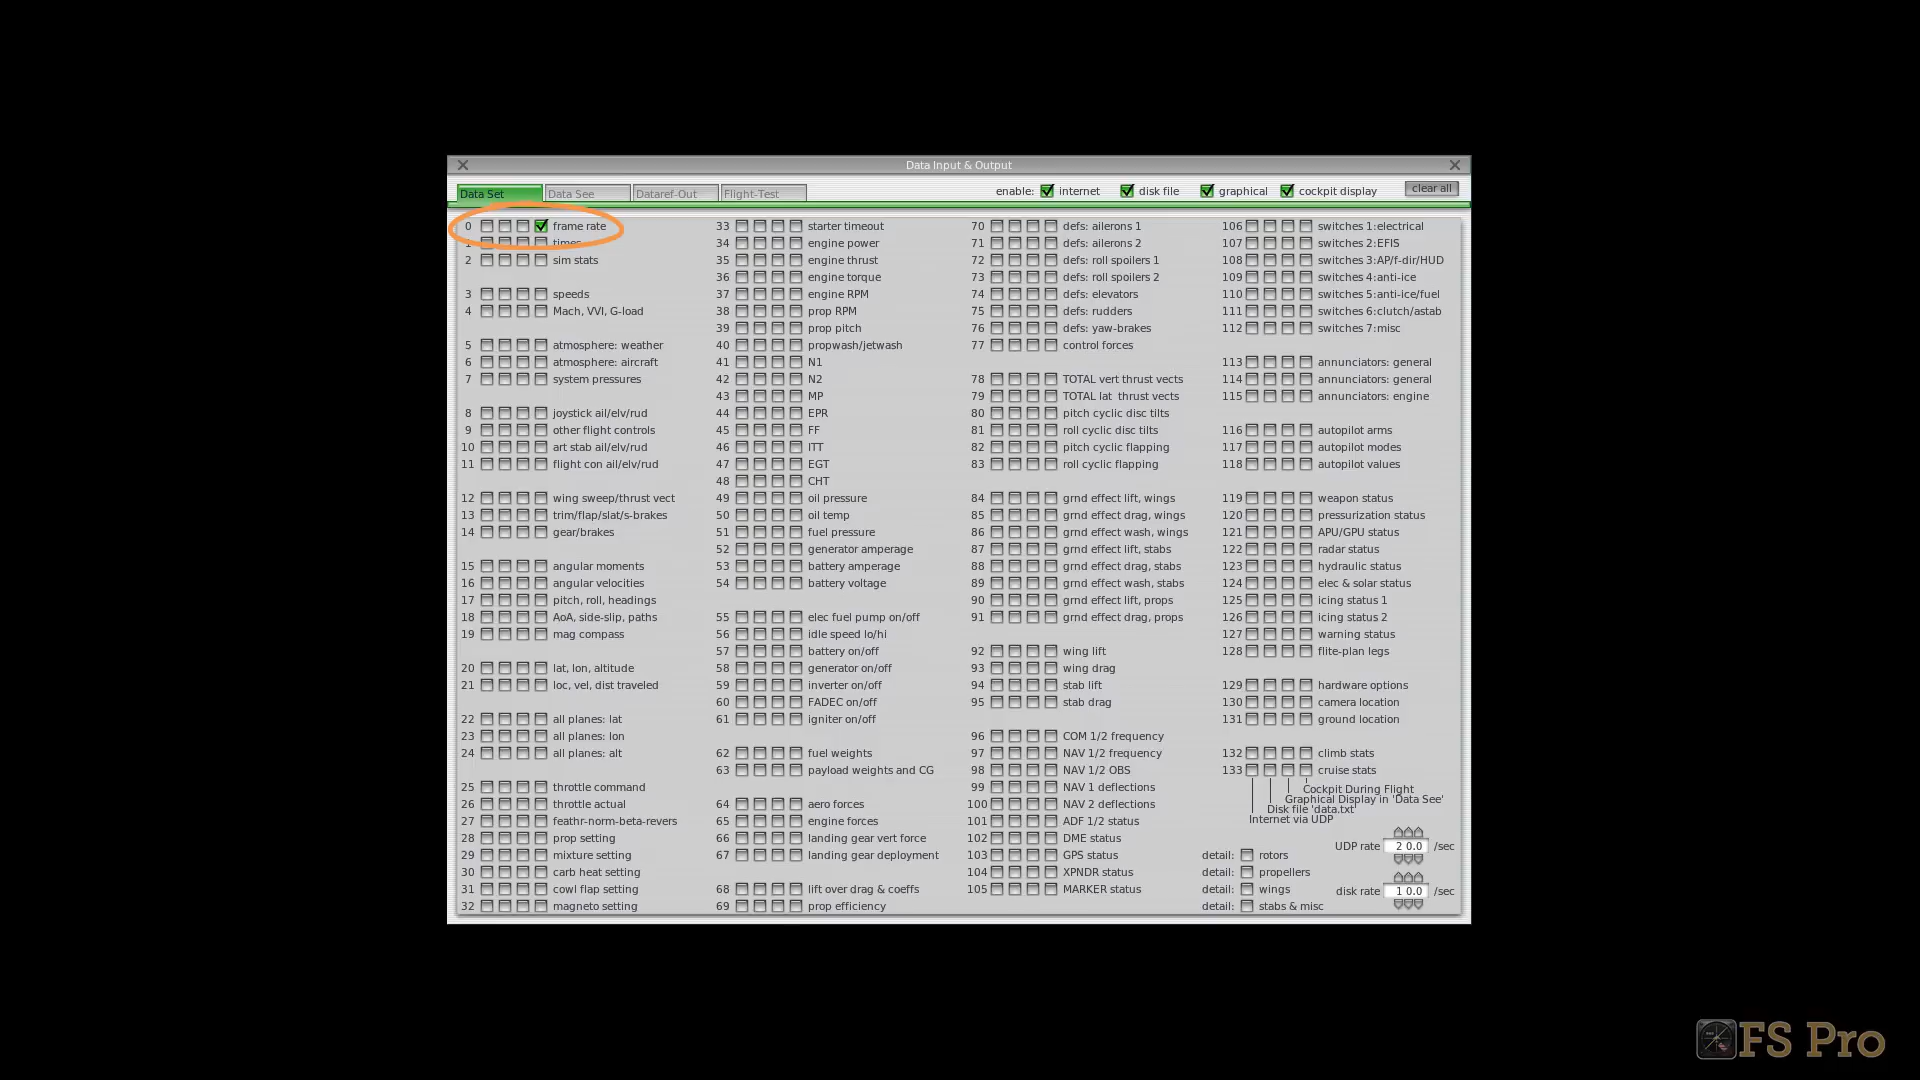 Data Input & Output
Data Set
Data See
Dataref-Out
Flight-Test
enable: internet disk file graphical cockpit display clear all
0 frame rate
1 times
2 sim stats
3 speeds
4 Mach, VVI, G-load
5 atmosphere: weather
6 atmosphere: aircraft
7 system pressures
8 joystick ail/elv/rud
9 other flight controls
10 art stab ail/elv/rud
11 flight con ail/elv/rud
12 wing sweep/thrust vect
13 trim/flap/slat/s-brakes
14 gear/brakes
15 angular moments
16 angular velocities
17 pitch, roll, headings
18 AoA, side-slip, paths
19 mag compass
20 lat, lon, altitude
21 loc, vel, dist traveled
22 all planes: lat
23 all planes: lon
24 all planes: alt
25 throttle command
26 throttle actual
27 feathr-norm-beta-revers
28 prop setting
29 mixture setting
30 carb heat setting
31 cowl flap setting
32 magneto setting
33 starter timeout
34 engine power
35 engine thrust
36 engine torque
37 engine RPM
38 prop RPM
39 prop pitch
40 propwash/jetwash
41 N1
42 N2
43 MP
44 EPR
45 FF
46 ITT
47 EGT
48 CHT
49 oil pressure
50 oil temp
51 fuel pressure
52 generator amperage
53 battery amperage
54 battery voltage
55 elec fuel pump on/off
56 idle speed lo/hi
57 battery on/off
58 generator on/off
59 inverter on/off
60 FADEC on/off
61 igniter on/off
62 fuel weights
63 payload weights and CG
64 aero forces
65 engine forces
66 landing gear vert force
67 landing gear deployment
68 lift over drag & coeffs
69 prop efficiency
70 defs: ailerons 1
71 defs: ailerons 2
72 defs: roll spoilers 1
73 defs: roll spoilers 2
74 defs: elevators
75 defs: rudders
76 defs: yaw-brakes
77 control forces
78 TOTAL vert thrust vects
79 TOTAL lat thrust vects
80 pitch cyclic disc tilts
81 roll cyclic disc tilts
82 pitch cyclic flapping
83 roll cyclic flapping
84 grnd effect lift, wings
85 grnd effect drag, wings
86 grnd effect wash, wings
87 grnd effect lift, stabs
88 grnd effect drag, stabs
89 grnd effect wash, stabs
90 grnd effect lift, props
91 grnd effect drag, props
92 wing lift
93 wing drag
94 stab lift
95 stab drag
96 COM 1/2 frequency
97 NAV 1/2 frequency
98 NAV 1/2 OBS
99 NAV 1 deflections
100 NAV 2 deflections
101 ADF 1/2 status
102 DME status
103 GPS status
104 XPNDR status
105 MARKER status
106 switches 1:electrical
107 switches 2:EFIS
108 switches 3:AP/f-dir/HUD
109 switches 4:anti-ice
110 switches 5:anti-ice/fuel
111 switches 6:clutch/astab
112 switches 7:misc
113 annunciators: general
114 annunciators: general
115 annunciators: engine
116 autopilot arms
117 autopilot modes
118 autopilot values
119 weapon status
120 pressurization status
121 APU/GPU status
122 radar status
123 hydraulic status
124 elec & solar status
125 icing status 1
126 icing status 2
127 warning status
128 flite-plan legs
129 hardware options
130 camera location
131 ground location
132 climb stats
133 cruise stats
Cockpit During Flight
Graphical Display in 'Data See'
Disk file 'data.txt'
Internet via UDP
UDP rate 2 0.0 /sec
detail: rotors
detail: propellers
detail: wings
disk rate 1 0.0 /sec
detail: stabs & misc
FS Pro